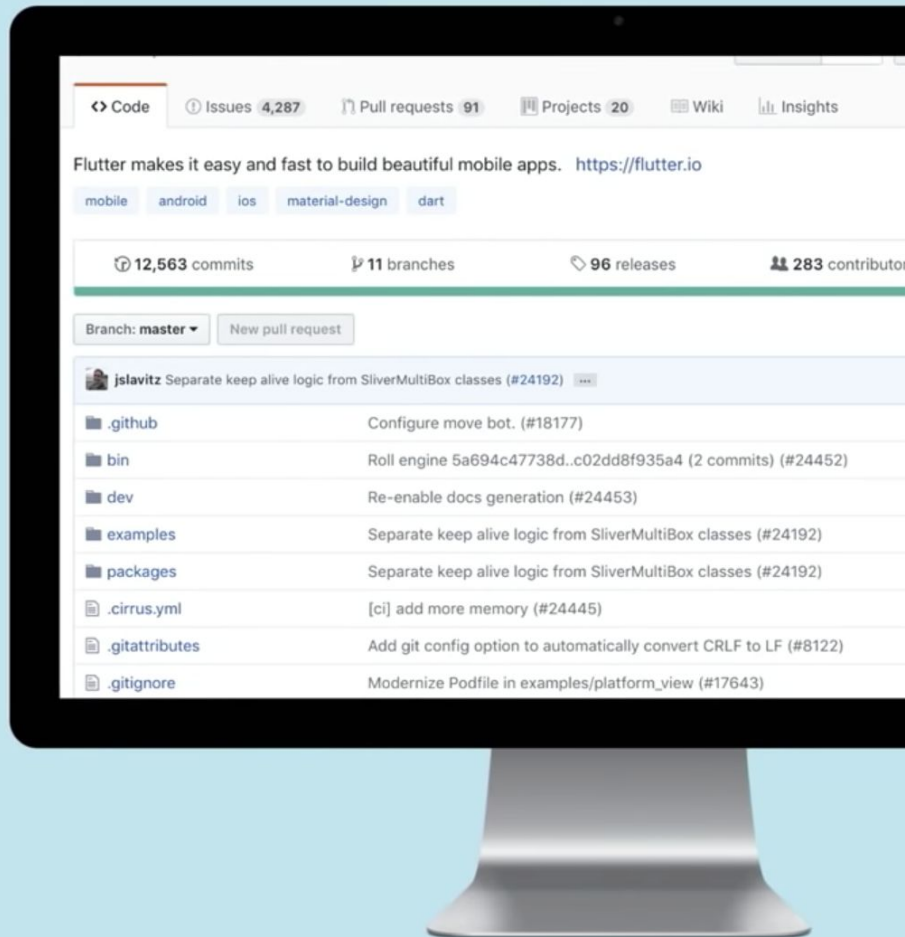 Code Issues 4,287 Pull requests 91 Projects 20 Wiki Insights
Flutter makes it easy and fast to build beautiful mobile apps. https://flutter.io
mobile android ios material-design dart
12,563 commits 11 branches 96 releases 283 contributor
Branch: master New pull request
jslavitz Separate keep alive logic from SliverMultiBox classes (#24192) ...
.github Configure move bot. (#18177)
bin Roll engine 5a694c47738d..c02dd8f935a4 (2 commits) (#24452)
dev Re-enable docs generation (#24453)
examples Separate keep alive logic from SliverMultiBox classes (#24192)
packages Separate keep alive logic from SliverMultiBox classes (#24192)
.cirrus.yml [ci] add more memory (#24445)
.gitattributes Add git config option to automatically convert CRLF to LF (#8122)
.gitignore Modernize Podfile in examples/platform_view (#17643)